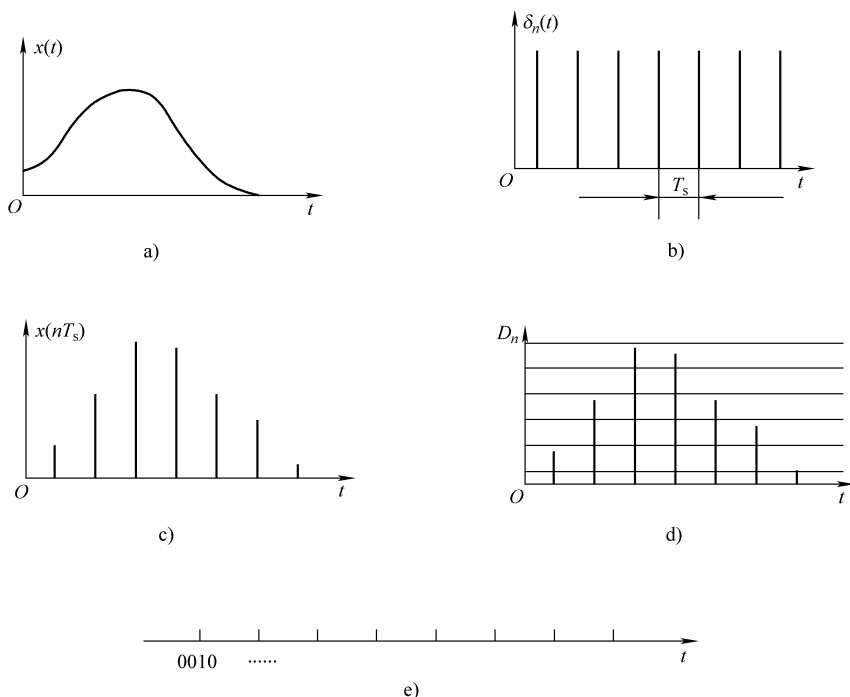 x(t)
O
t
a)
δn(t)
O
Ts
t
b)
x(nTs)
O
t
c)
Dn
O
t
d)
0010 ······
t
e)